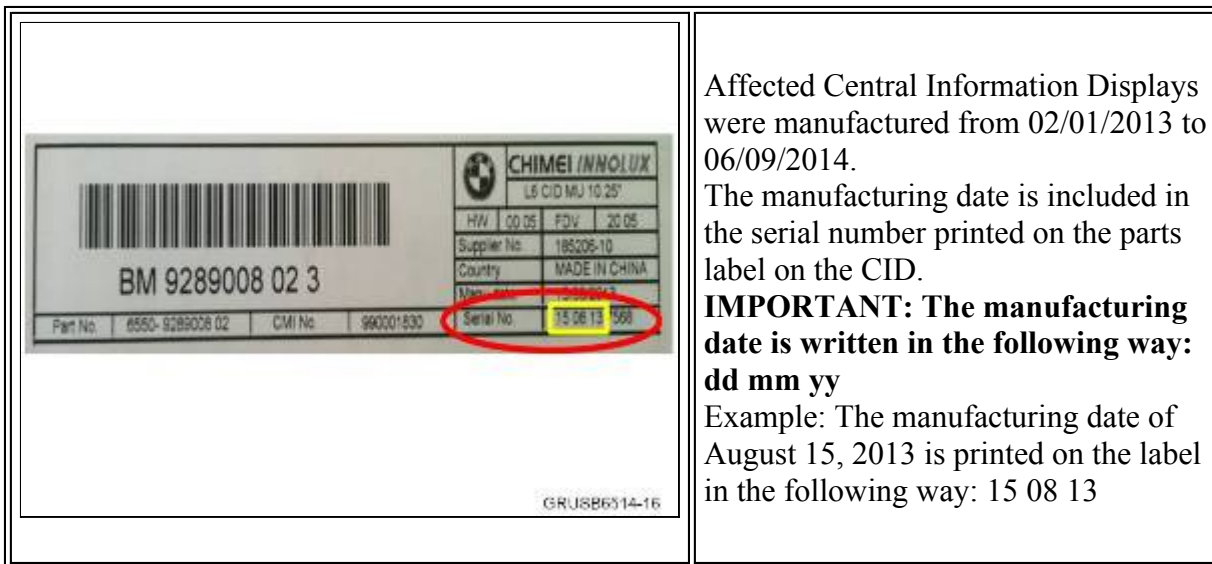 CHIMEI INNOLUX
L6 CID MU 10.25"
HW 00.05 FDV 20.05
Supplier No. 185206-10
Country MADE IN CHINA
BM 9289008 02 3
Part No. 6550- 9289008 02 CMI No. 990001530 Serial No. 15 08 13 7568
GRUSB6514-16
Affected Central Information Displays
were manufactured from 02/01/2013 to
06/09/2014.
The manufacturing date is included in
the serial number printed on the parts
label on the CID.
IMPORTANT: The manufacturing
date is written in the following way:
dd mm yy
Example: The manufacturing date of
August 15, 2013 is printed on the label
in the following way: 15 08 13